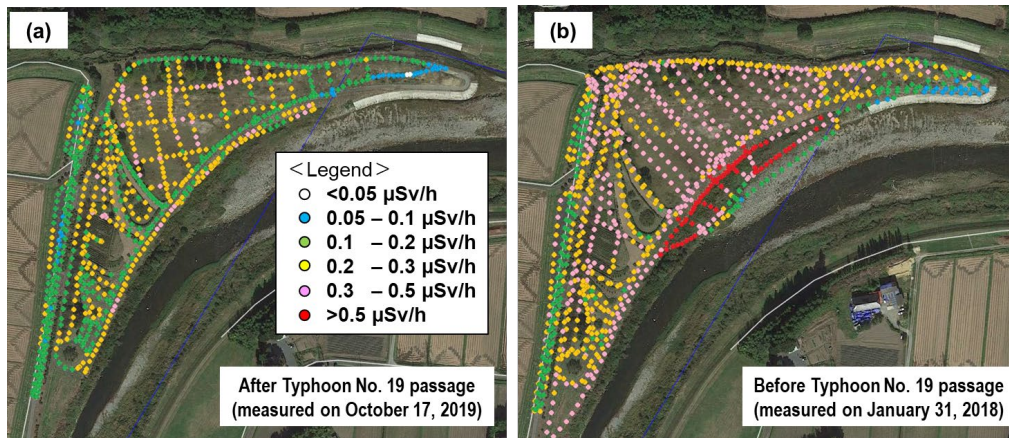 (a)
(b)
＜Legend＞
<0.05 μSv/h
0.05 – 0.1 μSv/h
0.1 – 0.2 μSv/h
0.2 – 0.3 μSv/h
0.3 – 0.5 μSv/h
>0.5 μSv/h
After Typhoon No. 19 passage
(measured on October 17, 2019)
Before Typhoon No. 19 passage
(measured on January 31, 2018)